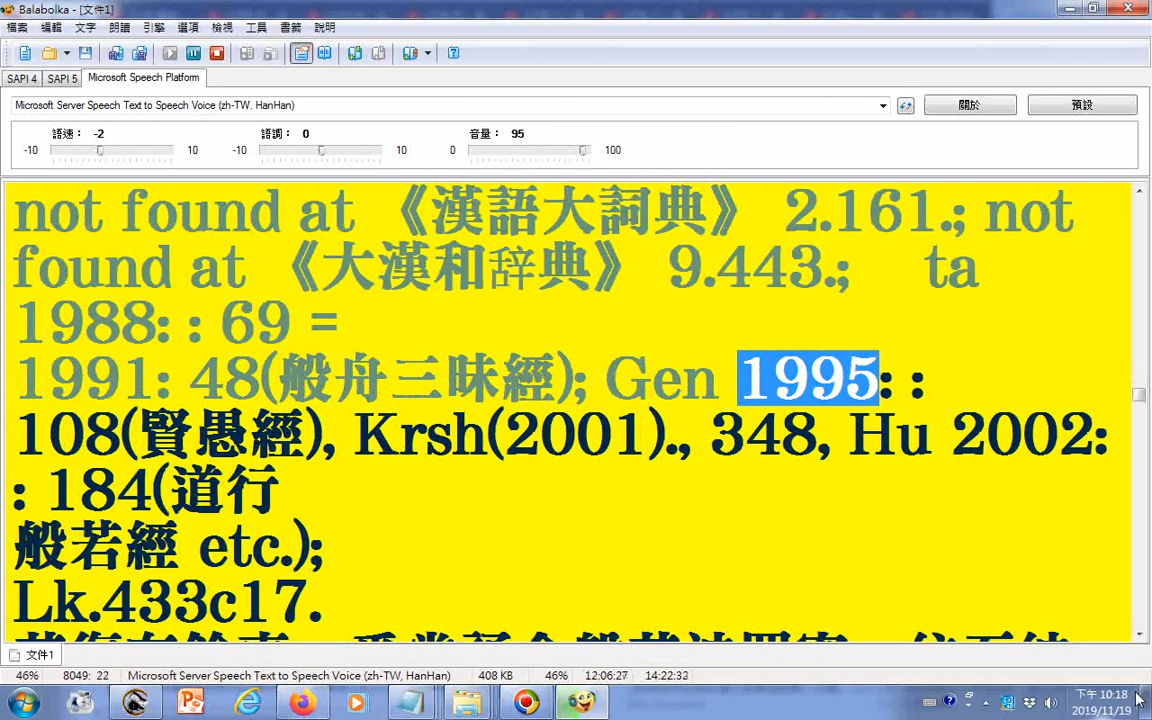 Balabolka - [文件1]
檔案 編輯 文字 朗讀 引擎 選項 檢視 工具 書籤 說明
SAPI 4 SAPI 5 Microsoft Speech Platform
Microsoft Server Speech Text to Speech Voice (zh-TW, HanHan) 關於 預設
語速： -2 語調： 0 音量： 95
-10 10 -10 10 0 100
not found at 《漢語大詞典》 2.161.; not
found at 《大漢和辞典》 9.443.; ta
1988: : 69 =
1991: 48(般舟三昧經); Gen 1995: :
108(賢愚經), Krsh(2001)., 348, Hu 2002:
: 184(道行
般若經 etc.);
Lk.433c17.
文件1
46% 8049: 22 Microsoft Server Speech Text to Speech Voice (zh-TW, HanHan) 408 KB 46% 12:06:27 14:22:33
下午 10:18
2019/11/19